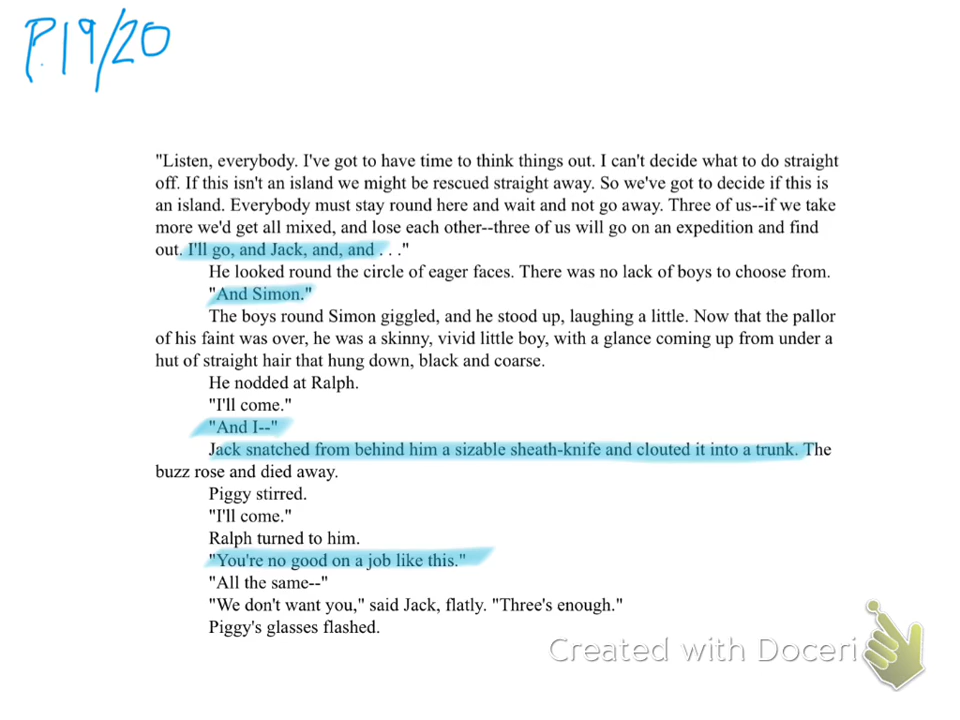 P.19/20
"Listen, everybody. I've got to have time to think things out. I can't decide what to do straight
off. If this isn't an island we might be rescued straight away. So we've got to decide if this is
an island. Everybody must stay round here and wait and not go away. Three of us--if we take
more we'd get all mixed, and lose each other--three of us will go on an expedition and find
out. I'll go, and Jack, and, and . . ."
He looked round the circle of eager faces. There was no lack of boys to choose from.
"And Simon."
The boys round Simon giggled, and he stood up, laughing a little. Now that the pallor
of his faint was over, he was a skinny, vivid little boy, with a glance coming up from under a
hut of straight hair that hung down, black and coarse.
He nodded at Ralph.
"I'll come."
"And I--"
Jack snatched from behind him a sizable sheath-knife and clouted it into a trunk. The
buzz rose and died away.
Piggy stirred.
"I'll come."
Ralph turned to him.
"You're no good on a job like this."
"All the same--"
"We don't want you," said Jack, flatly. "Three's enough."
Piggy's glasses flashed.
Created with Doceri